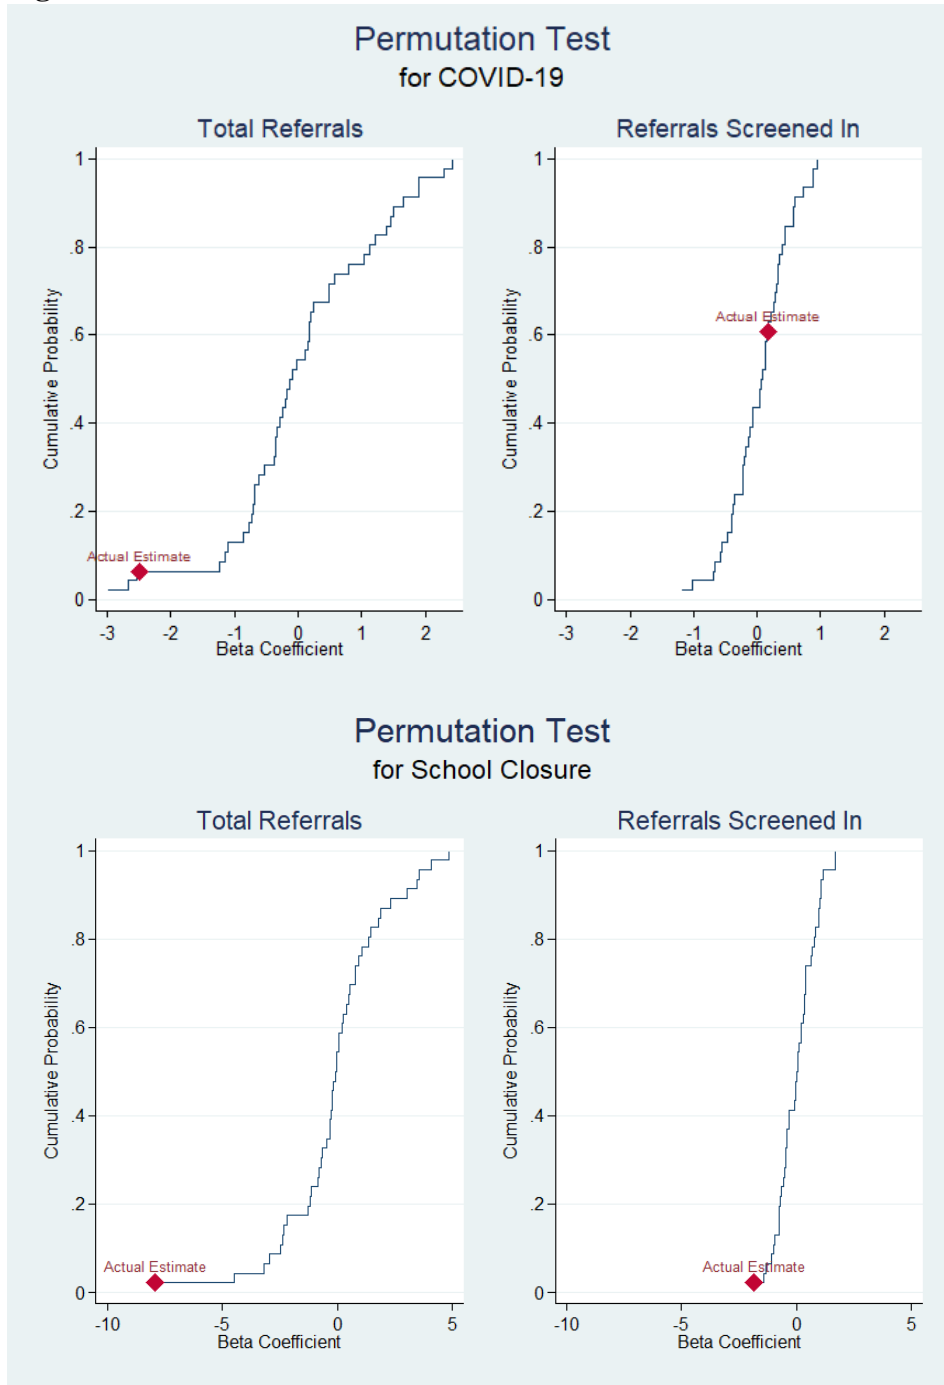 Permutation Test
for COVID-19
Total Referrals
Referrals Screened In
1
.8
.6
.4
.2
0
Cumulative Probability
Actual Estimate
-3 -2 -1 0 1 2
Beta Coefficient
1
.8
.6
.4
.2
0
Cumulative Probability
Actual Estimate
-3 -2 -1 0 1 2
Beta Coefficient
Permutation Test
for School Closure
Total Referrals
Referrals Screened In
1
.8
.6
.4
.2
0
Cumulative Probability
Actual Estimate
-10 -5 0 5
Beta Coefficient
1
.8
.6
.4
.2
0
Cumulative Probability
Actual Estimate
-10 -5 0 5
Beta Coefficient